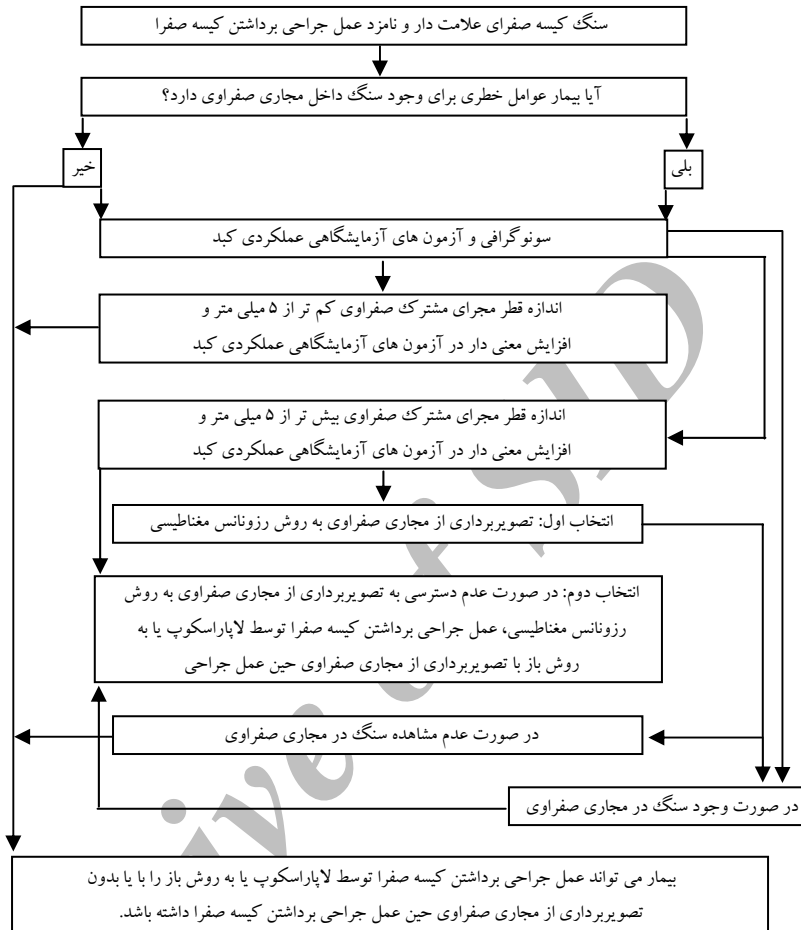 سنگ کیسه صفرای علامت دار و نامزد عمل جراحی برداشتن کیسه صفرا
آیا بیمار عوامل خطری برای وجود سنگ داخل مجاری صفراوی دارد؟
بلی
خیر
سونوگرافی و آزمون های آزمایشگاهی عملکردی کبد
اندازه قطر مجرای مشترک صفراوی کم تر از ۵ میلی متر و
افزایش معنی دار در آزمون های آزمایشگاهی عملکردی کبد
اندازه قطر مجرای مشترک صفراوی بیش تر از ۵ میلی متر و
افزایش معنی دار در آزمون های آزمایشگاهی عملکردی کبد
انتخاب اول: تصویربرداری از مجاری صفراوی به روش رزونانس مغناطیسی
انتخاب دوم: در صورت عدم دسترسی به تصویربرداری از مجاری صفراوی به روش
رزونانس مغناطیسی، عمل جراحی برداشتن کیسه صفرا توسط لاپاراسکوپ یا به
روش باز با تصویربرداری از مجاری صفراوی حین عمل جراحی
در صورت عدم مشاهده سنگ در مجاری صفراوی
در صورت وجود سنگ در مجاری صفراوی
بیمار می تواند عمل جراحی برداشتن کیسه صفرا توسط لاپاراسکوپ یا به روش باز را با یا بدون
تصویربرداری از مجاری صفراوی حین عمل جراحی برداشتن کیسه صفرا داشته باشد.
ive of SID